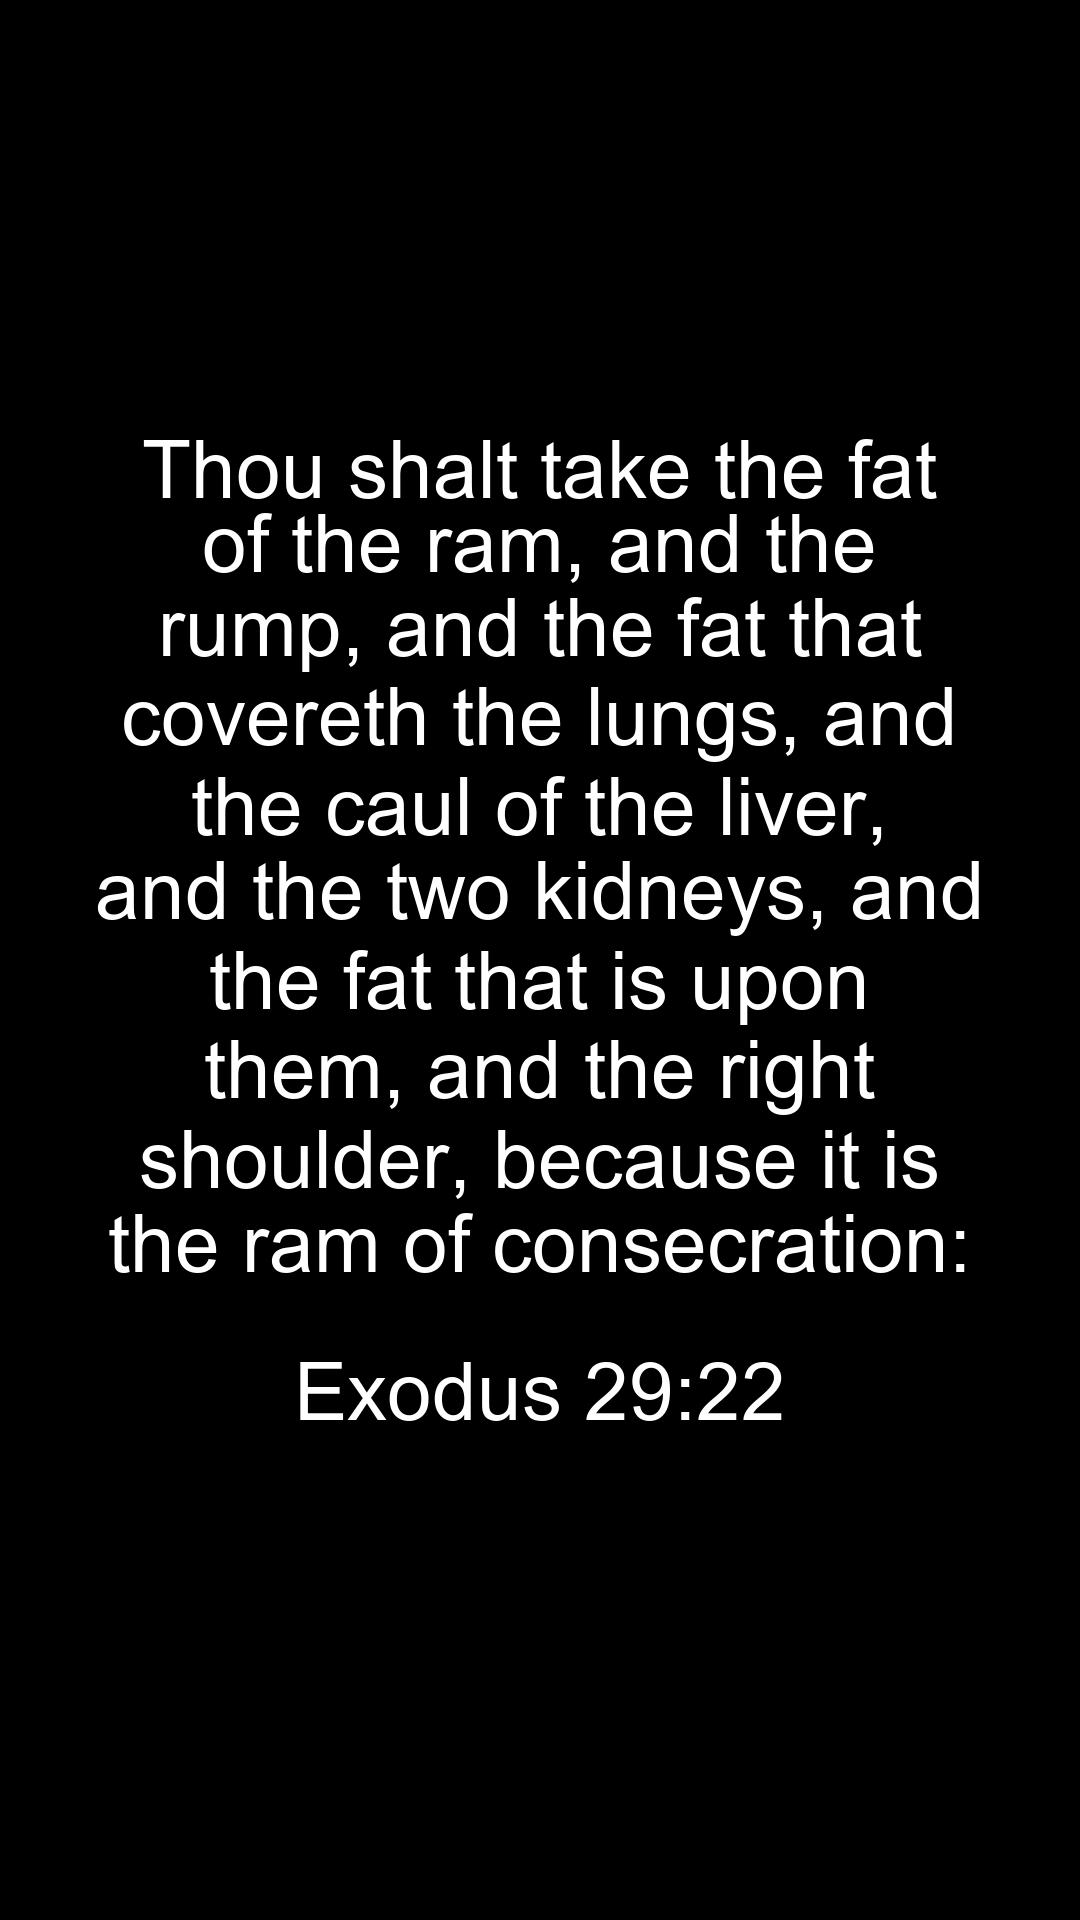 Thou shalt take the fat
of the ram, and the
rump, and the fat that
covereth the lungs, and
the caul of the liver,
and the two kidneys, and
the fat that is upon
them, and the right
shoulder, because it is
the ram of consecration:
Exodus 29:22